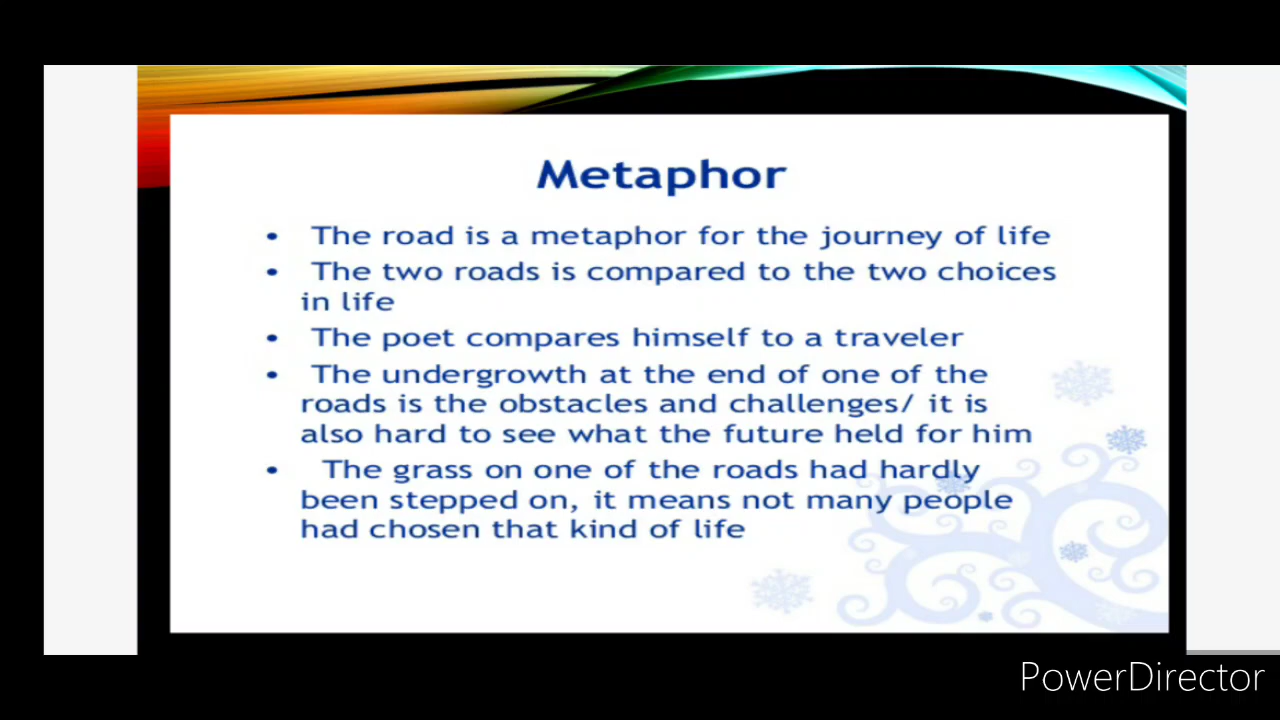 Metaphor
• The road is a metaphor for the journey of life
• The two roads is compared to the two choices
in life
• The poet compares himself to a traveler
• The undergrowth at the end of one of the
roads is the obstacles and challenges/ it is
also hard to see what the future held for him
• The grass on one of the roads had hardly
been stepped on, it means not many people
had chosen that kind of life
PowerDirector